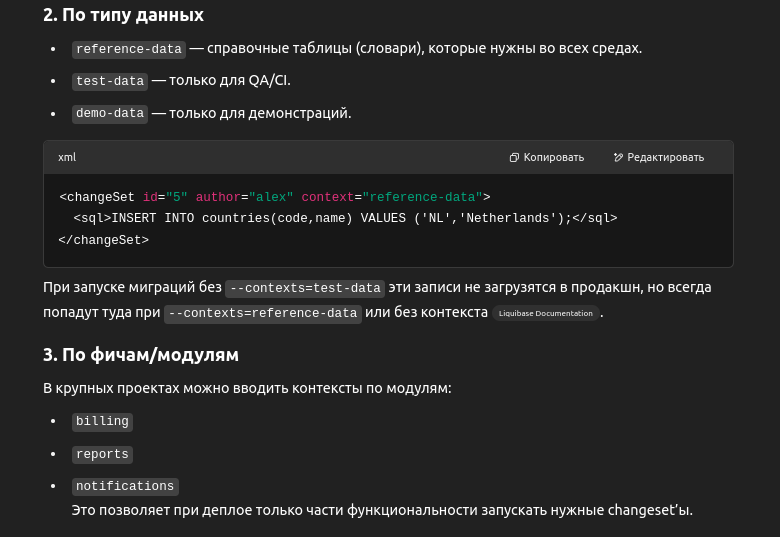 2. По типу данных
• reference-data — справочные таблицы (словари), которые нужны во всех средах.
• test-data — только для QA/CI.
• demo-data — только для демонстраций.
xml Копировать Редактировать
<changeSet id="5" author="alex" context="reference-data">
  <sql>INSERT INTO countries(code,name) VALUES ('NL','Netherlands');</sql>
</changeSet>
При запуске миграций без --contexts=test-data эти записи не загрузятся в продакшн, но всегда
попадут туда при --contexts=reference-data или без контекста Liquibase Documentation.
3. По фичам/модулям
В крупных проектах можно вводить контексты по модулям:
• billing
• reports
• notifications
Это позволяет при деплое только части функциональности запускать нужные changeset’ы.